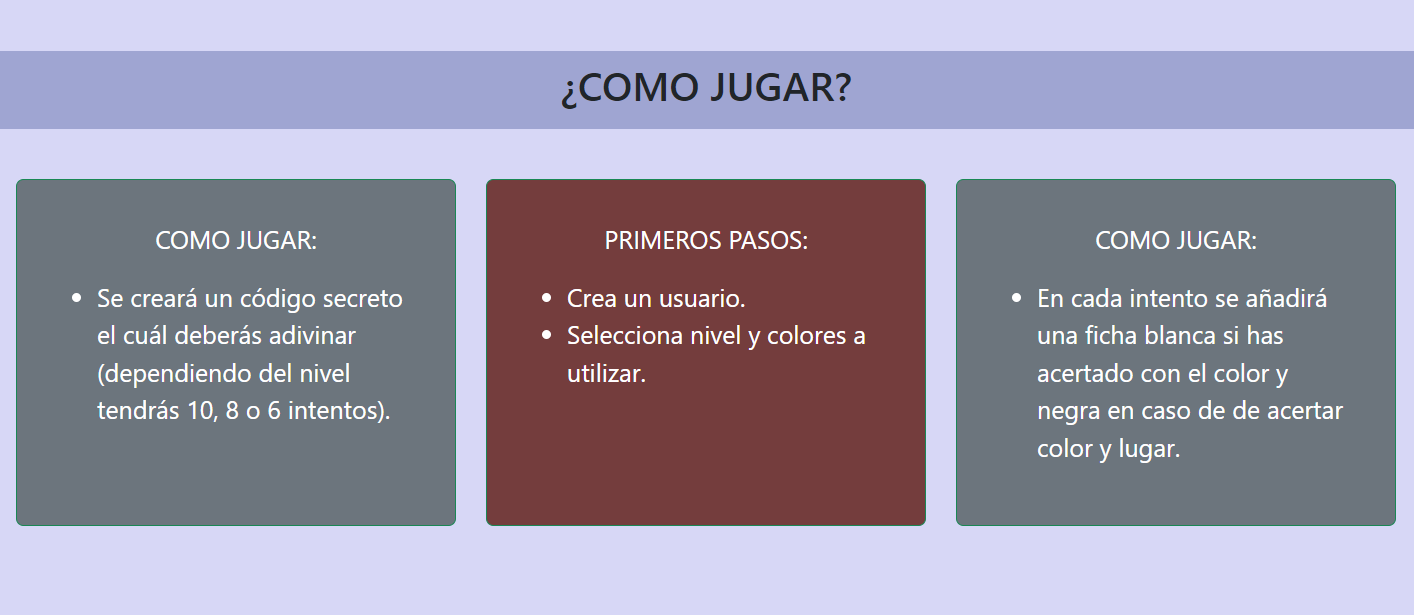 ¿COMO JUGAR?
COMO JUGAR:
• Se creará un código secreto
el cuál deberás adivinar
(dependiendo del nivel
tendrás 10, 8 o 6 intentos).
PRIMEROS PASOS:
• Crea un usuario.
• Selecciona nivel y colores a
utilizar.
COMO JUGAR:
• En cada intento se añadirá
una ficha blanca si has
acertado con el color y
negra en caso de de acertar
color y lugar.